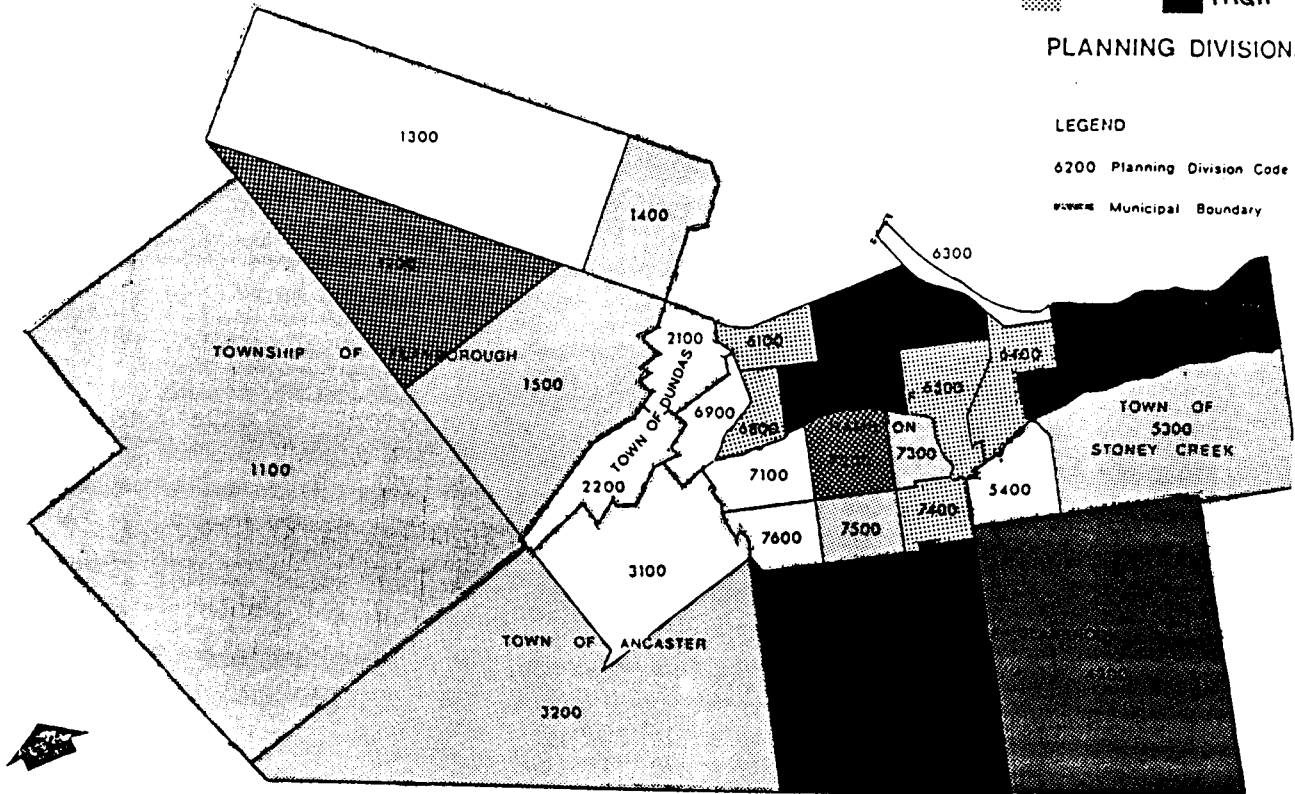 PLANNING DIVISION
LEGEND
6200 Planning Division Code
Municipal Boundary
1300
1400
6300
TOWNSHIP OF
1500
2100
6100
6400
6500
TOWN OF DUNDAS
6900
6800
7300
TOWN OF
5300
STONEY CREEK
1100
2200
7100
5400
7600
7500
7400
3100
TOWN OF ANCASTER
3200